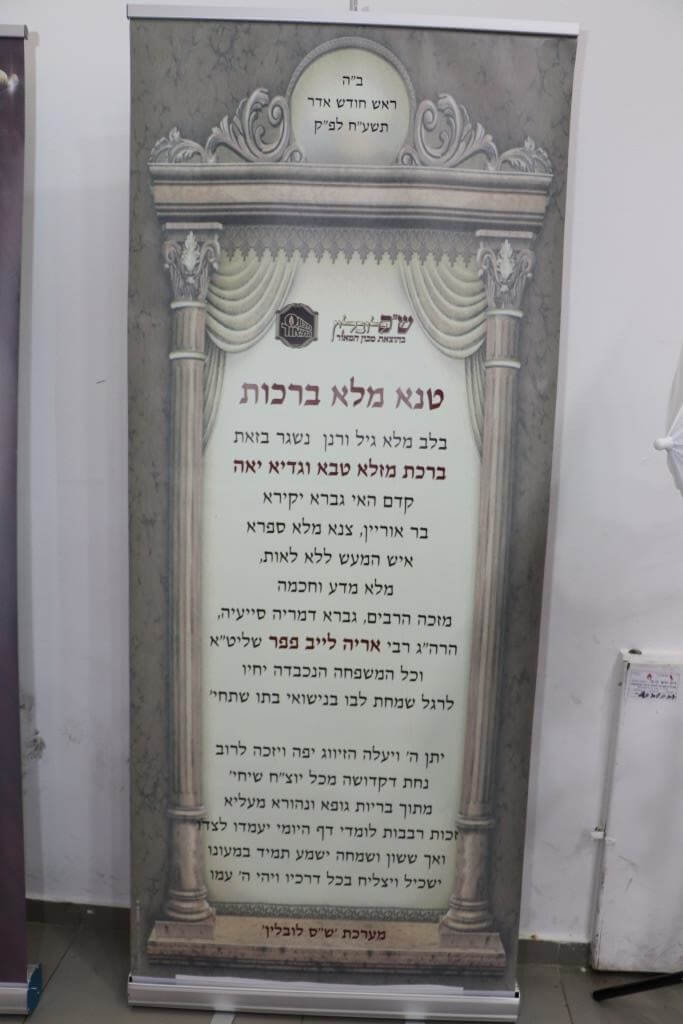 ב"ה
ראש חודש אדר
תשע"ח לפ"ק
ש"ס לובלין
בהוצאת מכון המאור
טנא מלא ברכות
בלב מלא גיל ורנן נשגר בזאת
ברכת מזלא טבא וגדיא יאה
קדם האי גברא יקירא
בר אוריין, צנא מלא ספרא
איש המעש ללא לאות,
מלא מדע וחכמה
מזכה הרבים, גברא דמריה סייעיה,
הרה"ג רבי אריה לייב פפר שליט"א
וכל המשפחה הנכבדה יחיו
לרגל שמחת לבו בנישואי בתו שתחי'
יתן ה' ויעלה הזיווג יפה ויזכה לרוב
נחת דקדושה מכל יוצ"ח שיחי'
מתוך בריות גופא ונהורא מעליא
זכות רבבות לומדי דף היומי יעמדו לצדו
ואך ששון ושמחה ישמע תמיד במעונו
ישכיל ויצליח בכל דרכיו ויהי ה' עמו
מערכת 'ש"ס לובלין'